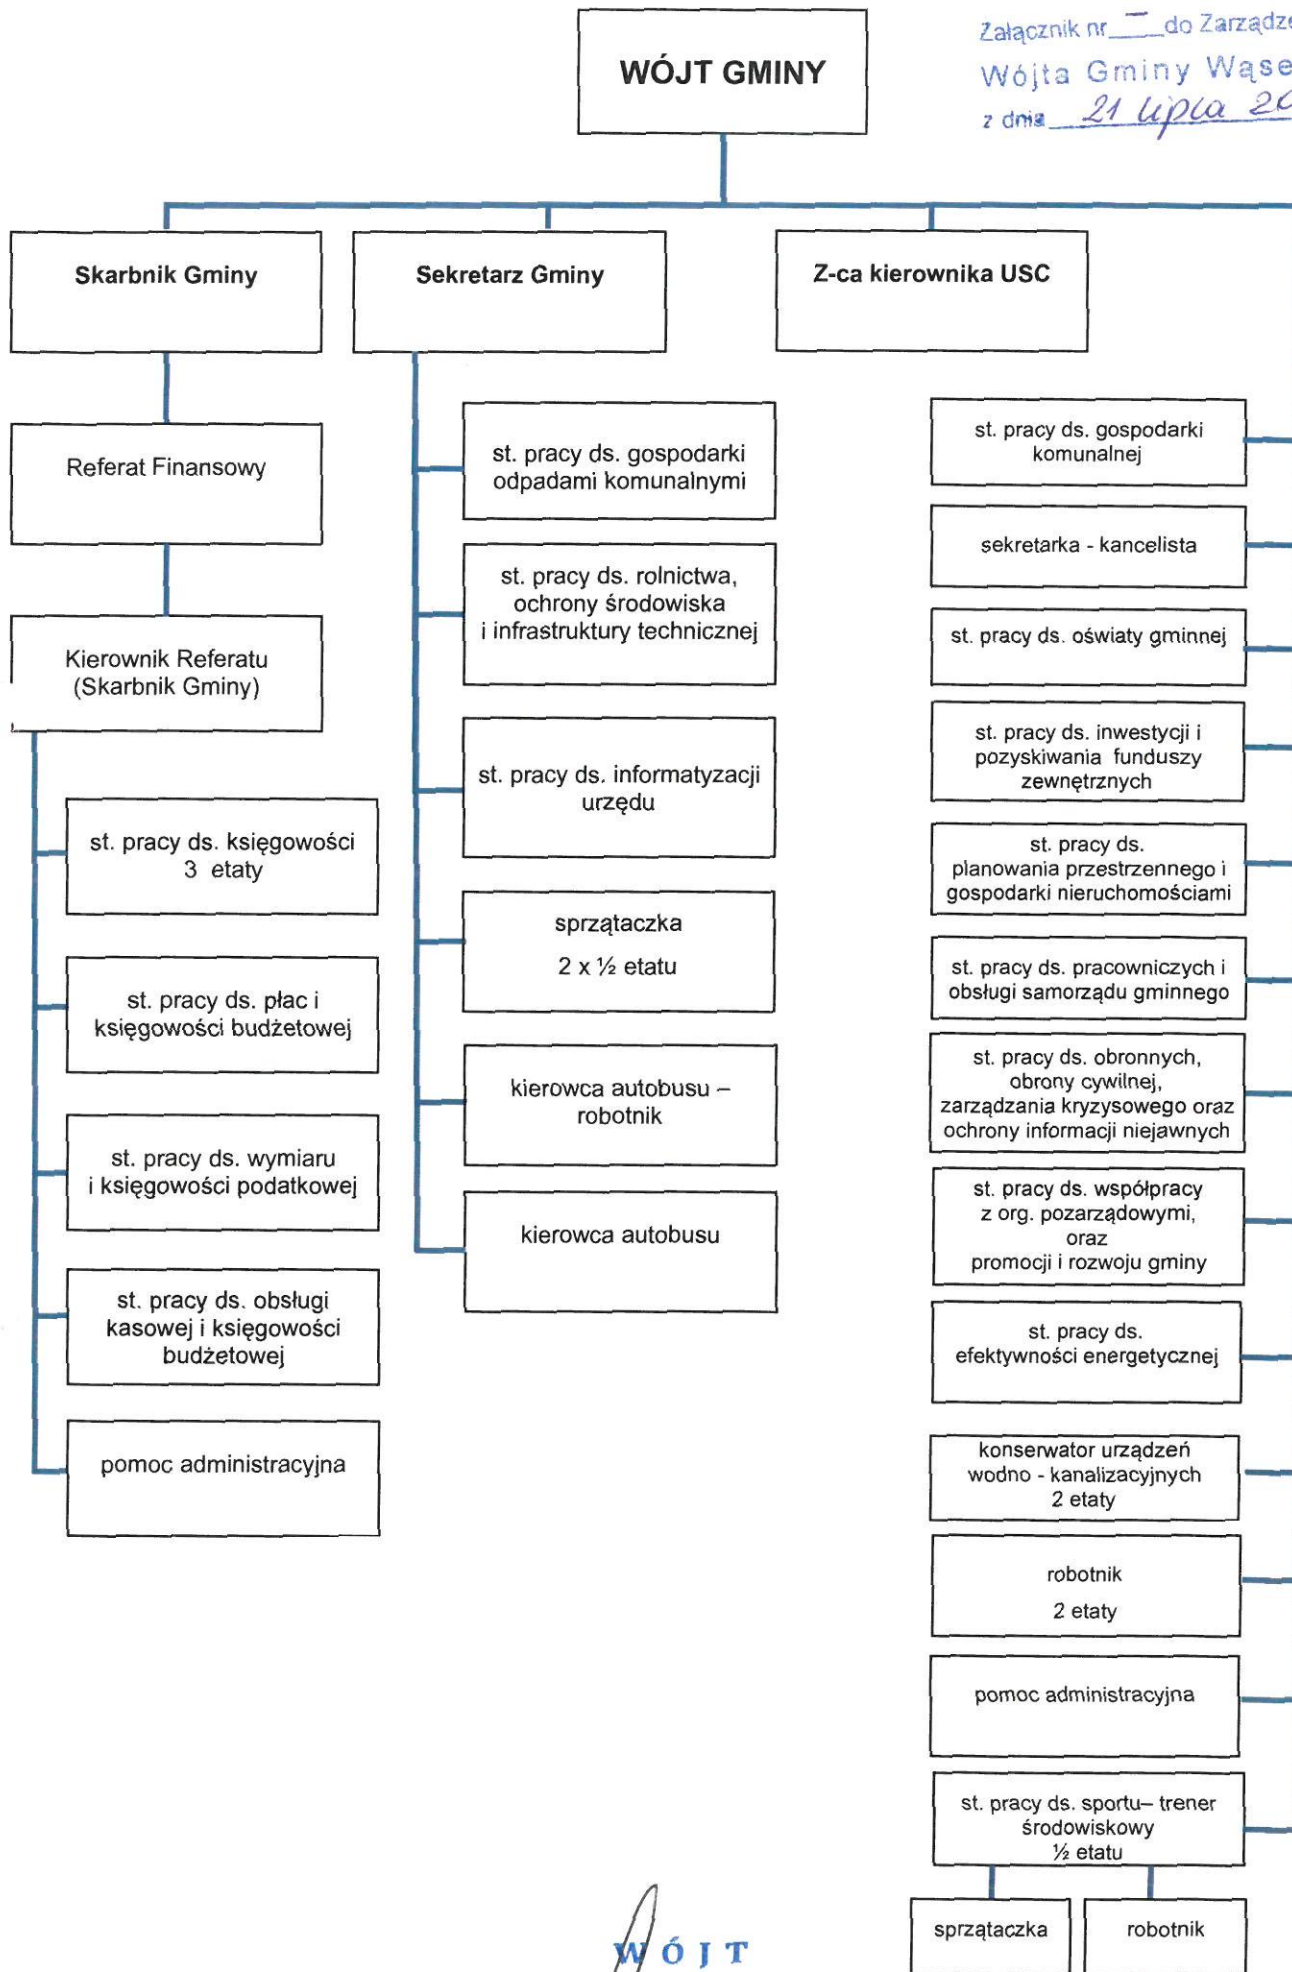 WÓJT GMINY
Załącznik nr do Zarządze
Wójta Gminy Wąse
z dnia 21 lipca 20
Skarbnik Gminy
Sekretarz Gminy
Z-ca kierownika USC
Referat Finansowy
Kierownik Referatu
(Skarbnik Gminy)
st. pracy ds. księgowości
3 etaty
st. pracy ds. płac i
księgowości budżetowej
st. pracy ds. wymiaru
i księgowości podatkowej
st. pracy ds. obsługi
kasowej i księgowości
budżetowej
pomoc administracyjna
st. pracy ds. gospodarki
odpadami komunalnymi
st. pracy ds. rolnictwa,
ochrony środowiska
i infrastruktury technicznej
st. pracy ds. informatyzacji
urzędu
sprzątaczka
2 x ½ etatu
kierowca autobusu –
robotnik
kierowca autobusu
st. pracy ds. gospodarki
komunalnej
sekretarka - kancelista
st. pracy ds. oświaty gminnej
st. pracy ds. inwestycji i
pozyskiwania funduszy
zewnętrznych
st. pracy ds.
planowania przestrzennego i
gospodarki nieruchomościami
st. pracy ds. pracowniczych i
obsługi samorządu gminnego
st. pracy ds. obronnych,
obrony cywilnej,
zarządzania kryzysowego oraz
ochrony informacji niejawnych
st. pracy ds. współpracy
z org. pozarządowymi,
oraz
promocji i rozwoju gminy
st. pracy ds.
efektywności energetycznej
konserwator urządzeń
wodno - kanalizacyjnych
2 etaty
robotnik
2 etaty
pomoc administracyjna
st. pracy ds. sportu– trener
środowiskowy
½ etatu
sprzątaczka
robotnik
WÓJT